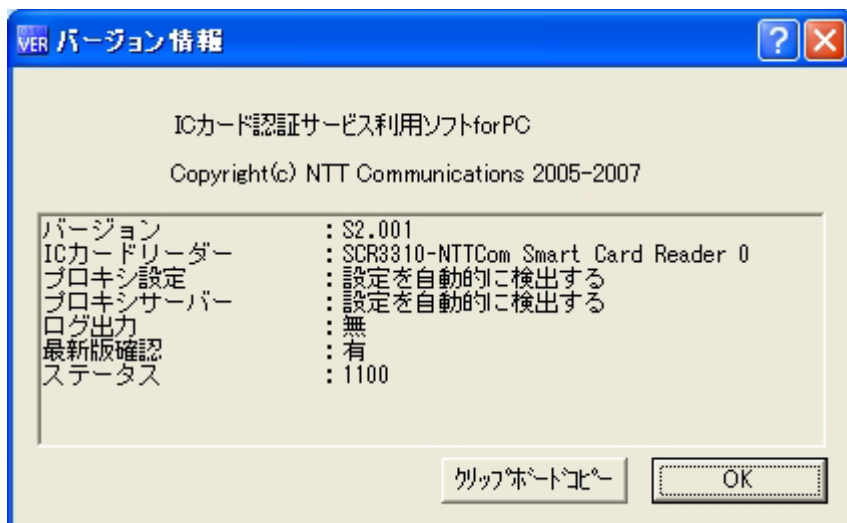 VER バージョン情報
ICカード認証サービス利用ソフトforPC
Copyright(c) NTT Communications 2005-2007
バージョン : S2.001
ICカードリーダー : SCR3310-NTTCom Smart Card Reader 0
プロキシ設定 : 設定を自動的に検出する
プロキシサーバー : 設定を自動的に検出する
ログ出力 : 無
最新版確認 : 有
ステータス : 1100
クリップボードコピー OK